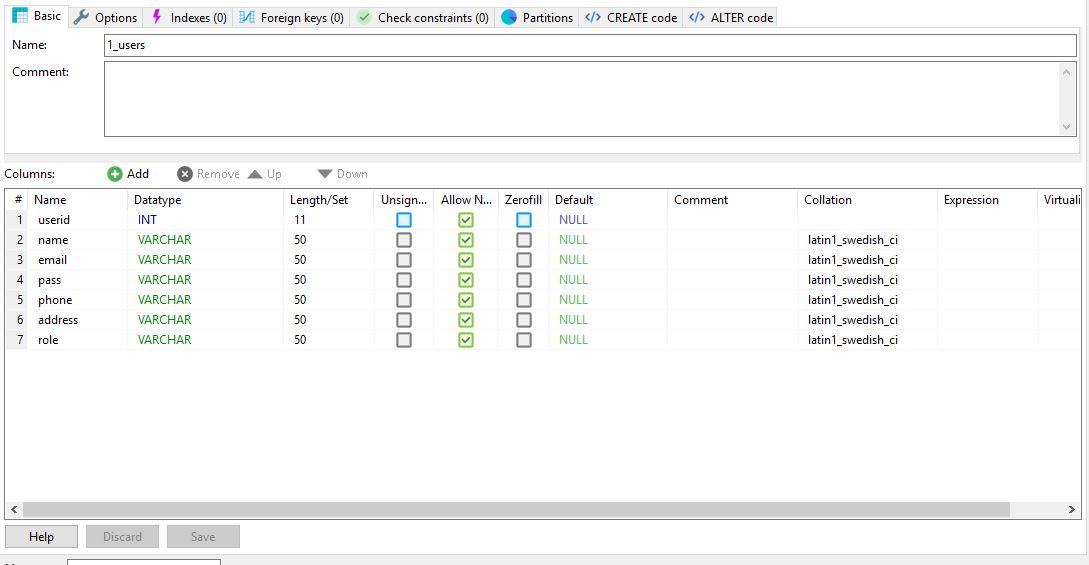 Basic Options Indexes (0) Foreign keys (0) Check constraints (0) Partitions CREATE code ALTER code
Name: 1_users
Comment:
Columns: Add Remove Up Down
# Name Datatype Length/Set Unsign... Allow N... Zerofill Default Comment Collation Expression Virtuali
1 userid INT 11 NULL
2 name VARCHAR 50 NULL latin1_swedish_ci
3 email VARCHAR 50 NULL latin1_swedish_ci
4 pass VARCHAR 50 NULL latin1_swedish_ci
5 phone VARCHAR 50 NULL latin1_swedish_ci
6 address VARCHAR 50 NULL latin1_swedish_ci
7 role VARCHAR 50 NULL latin1_swedish_ci
Help Discard Save